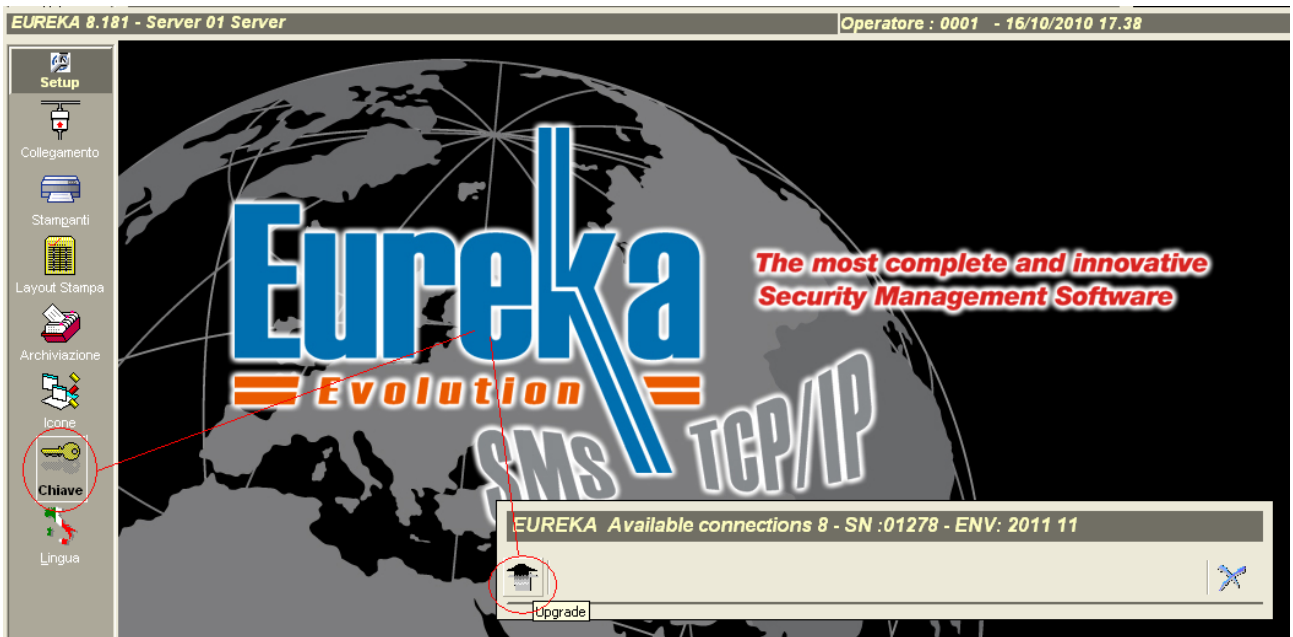 EUREKA 8.181 - Server 01 Server
Operatore : 0001 - 16/10/2010 17.38
Setup
Collegamento
Stampanti
Layout Stampa
Archiviazione
Icone
Chiave
Lingua
Eureka
Evolution
SMs TCP/IP
The most complete and innovative
Security Management Software
EUREKA Available connections 8 - SN :01278 - ENV: 2011 11
Upgrade